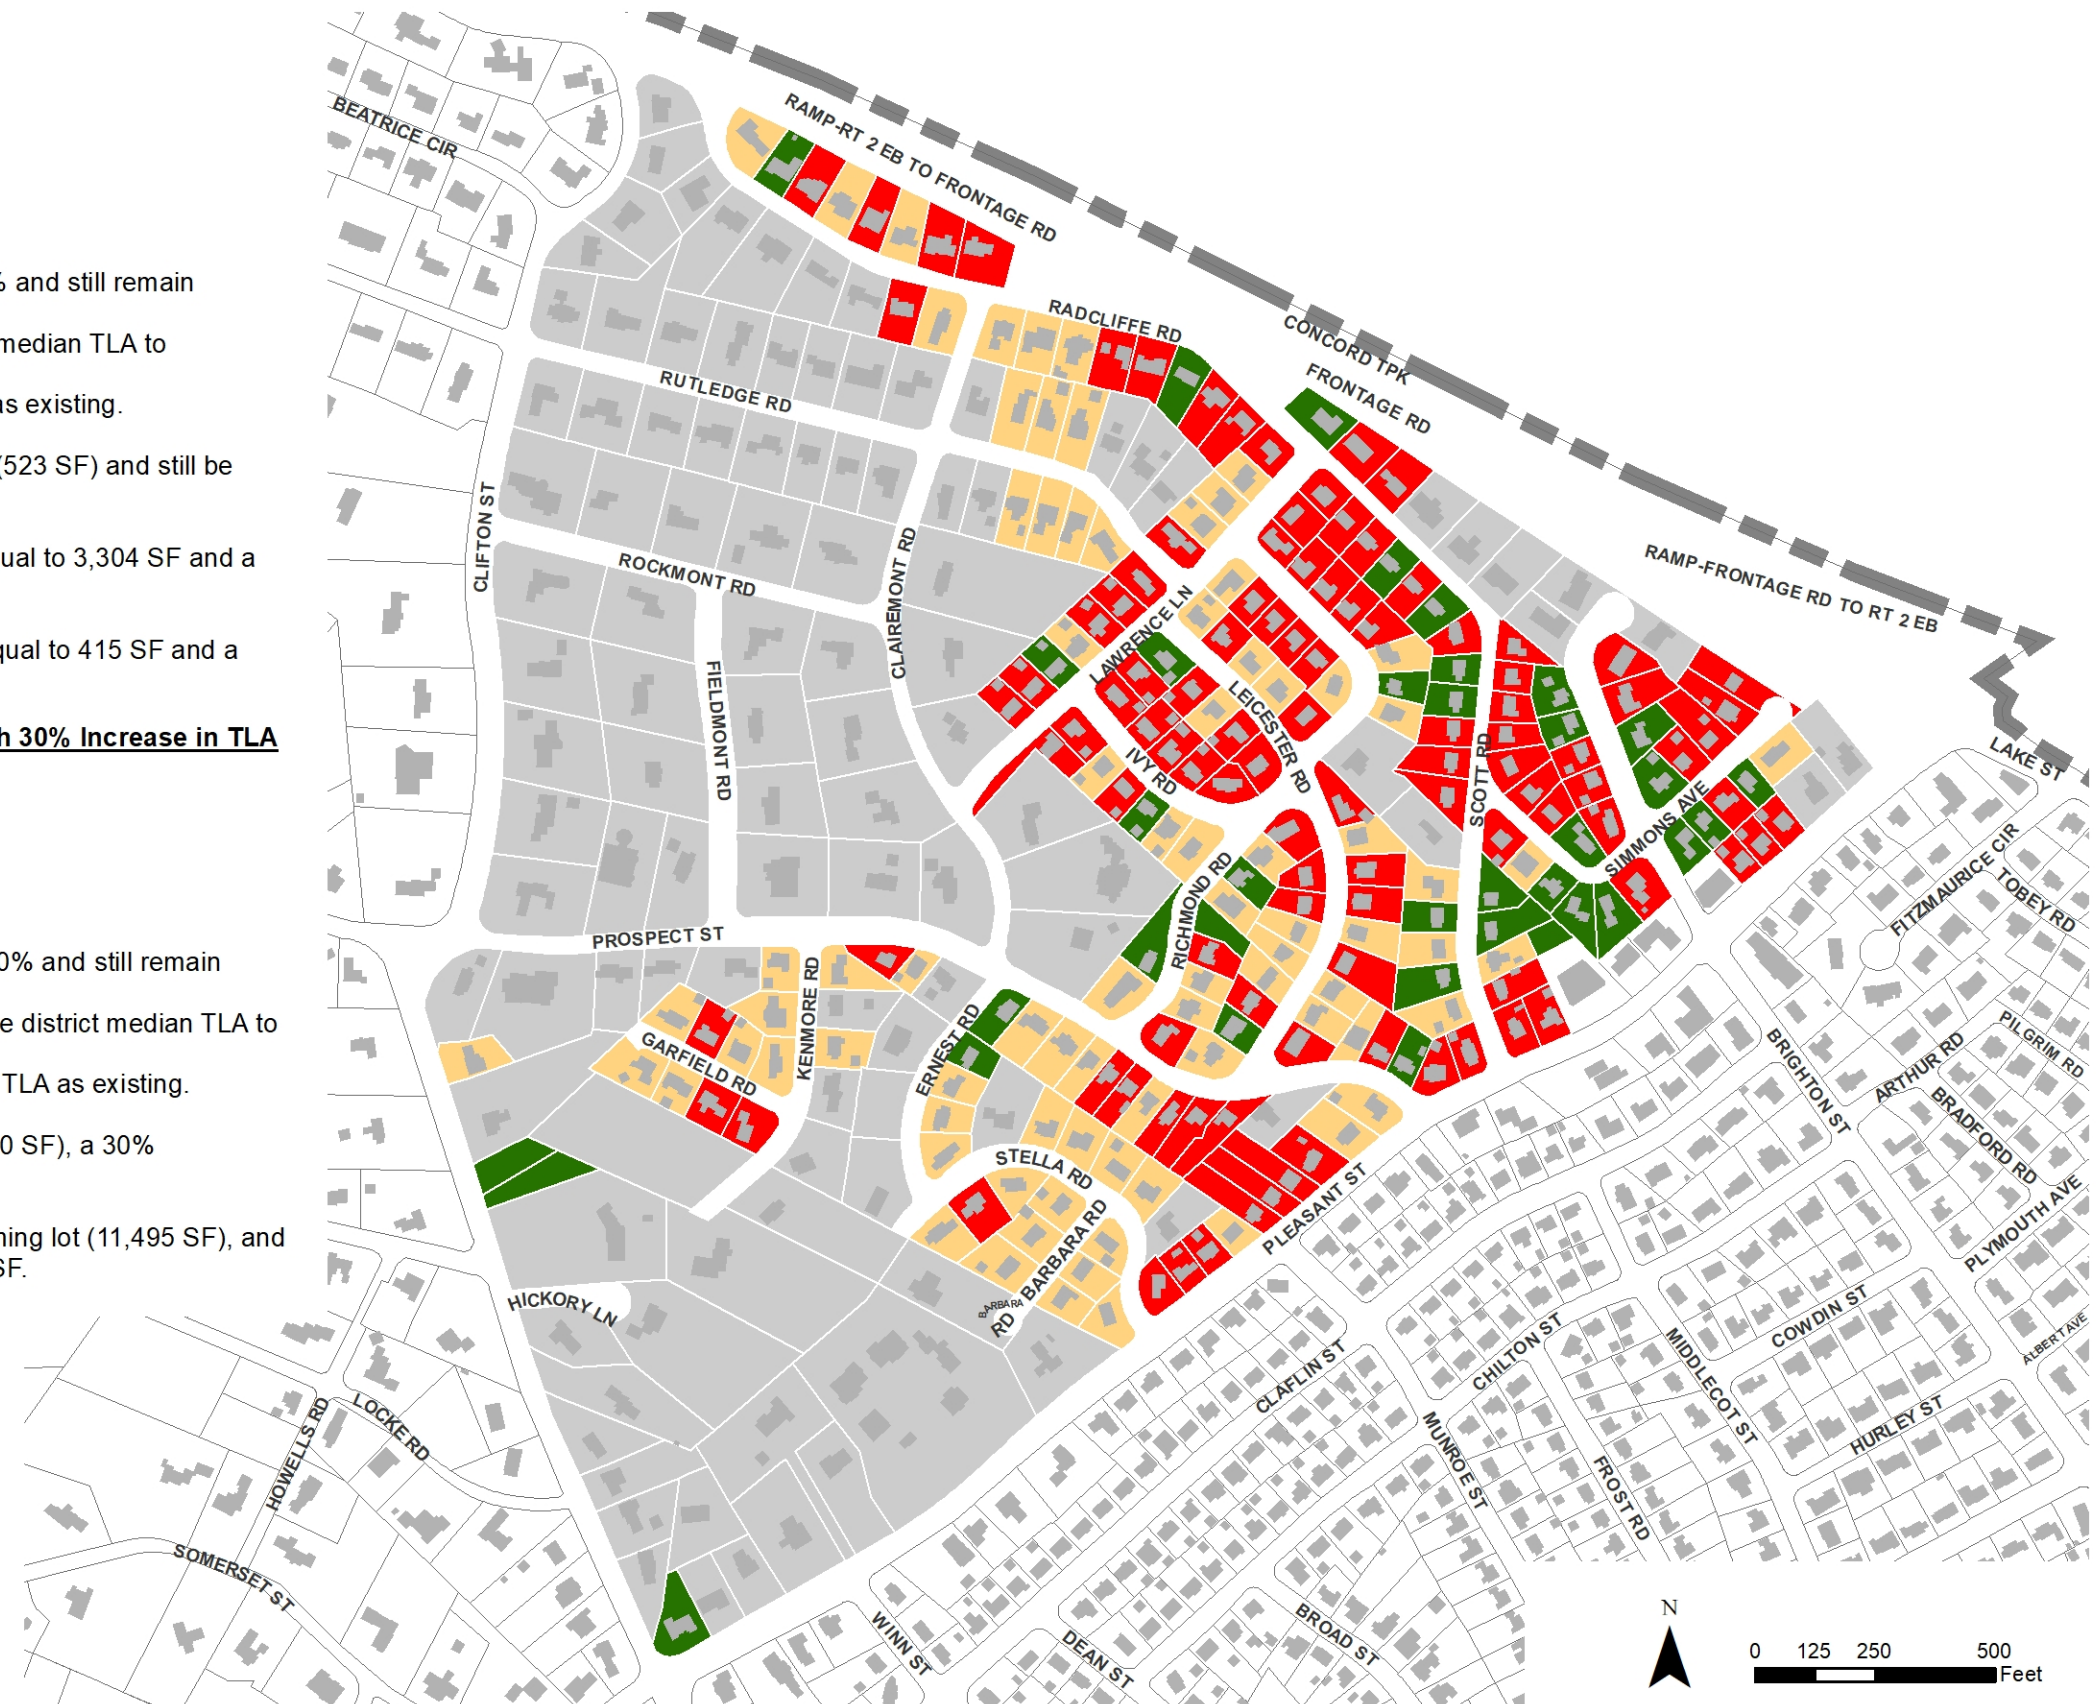 % and still remain
median TLA to
as existing.
(523 SF) and still be
qual to 3,304 SF and a
qual to 415 SF and a
h 30% Increase in TLA
0% and still remain
e district median TLA to
TLA as existing.
0 SF), a 30%
ning lot (11,495 SF), and
SF.
BEATRICE CIR
RAMP-RT 2 EB TO FRONTAGE RD
RADCLIFFE RD
CONCORD TPK
FRONTAGE RD
RUTLEDGE RD
CLIFTON ST
ROCKMONT RD
CLAIREMONT RD
FIELDMONT RD
LAWRENCE LN
LEICESTER RD
IVY RD
SCOTT RD
RAMP-FRONTAGE RD TO RT 2 EB
LAKE ST
SIMMONS AVE
RICHMOND RD
FITZMAURICE CIR
TOBEY RD
PROSPECT ST
KENMORE RD
GARFIELD RD
ERNEST RD
STELLA RD
BARBARA RD
BARBARA
RD
PLEASANT ST
BRIGHTON ST
ARTHUR RD
PILGRIM RD
BRADFORD RD
PLYMOUTH AVE
HICKORY LN
HOWELLS RD
LOCKE RD
SOMERSET ST
CLAFLIN ST
CHILTON ST
MIDDLECOT ST
COWDIN ST
ALBERT AVE
HURLEY ST
MUNROE ST
FROST RD
WINN ST
DEAN ST
BROAD ST
N
0 125 250 500
Feet